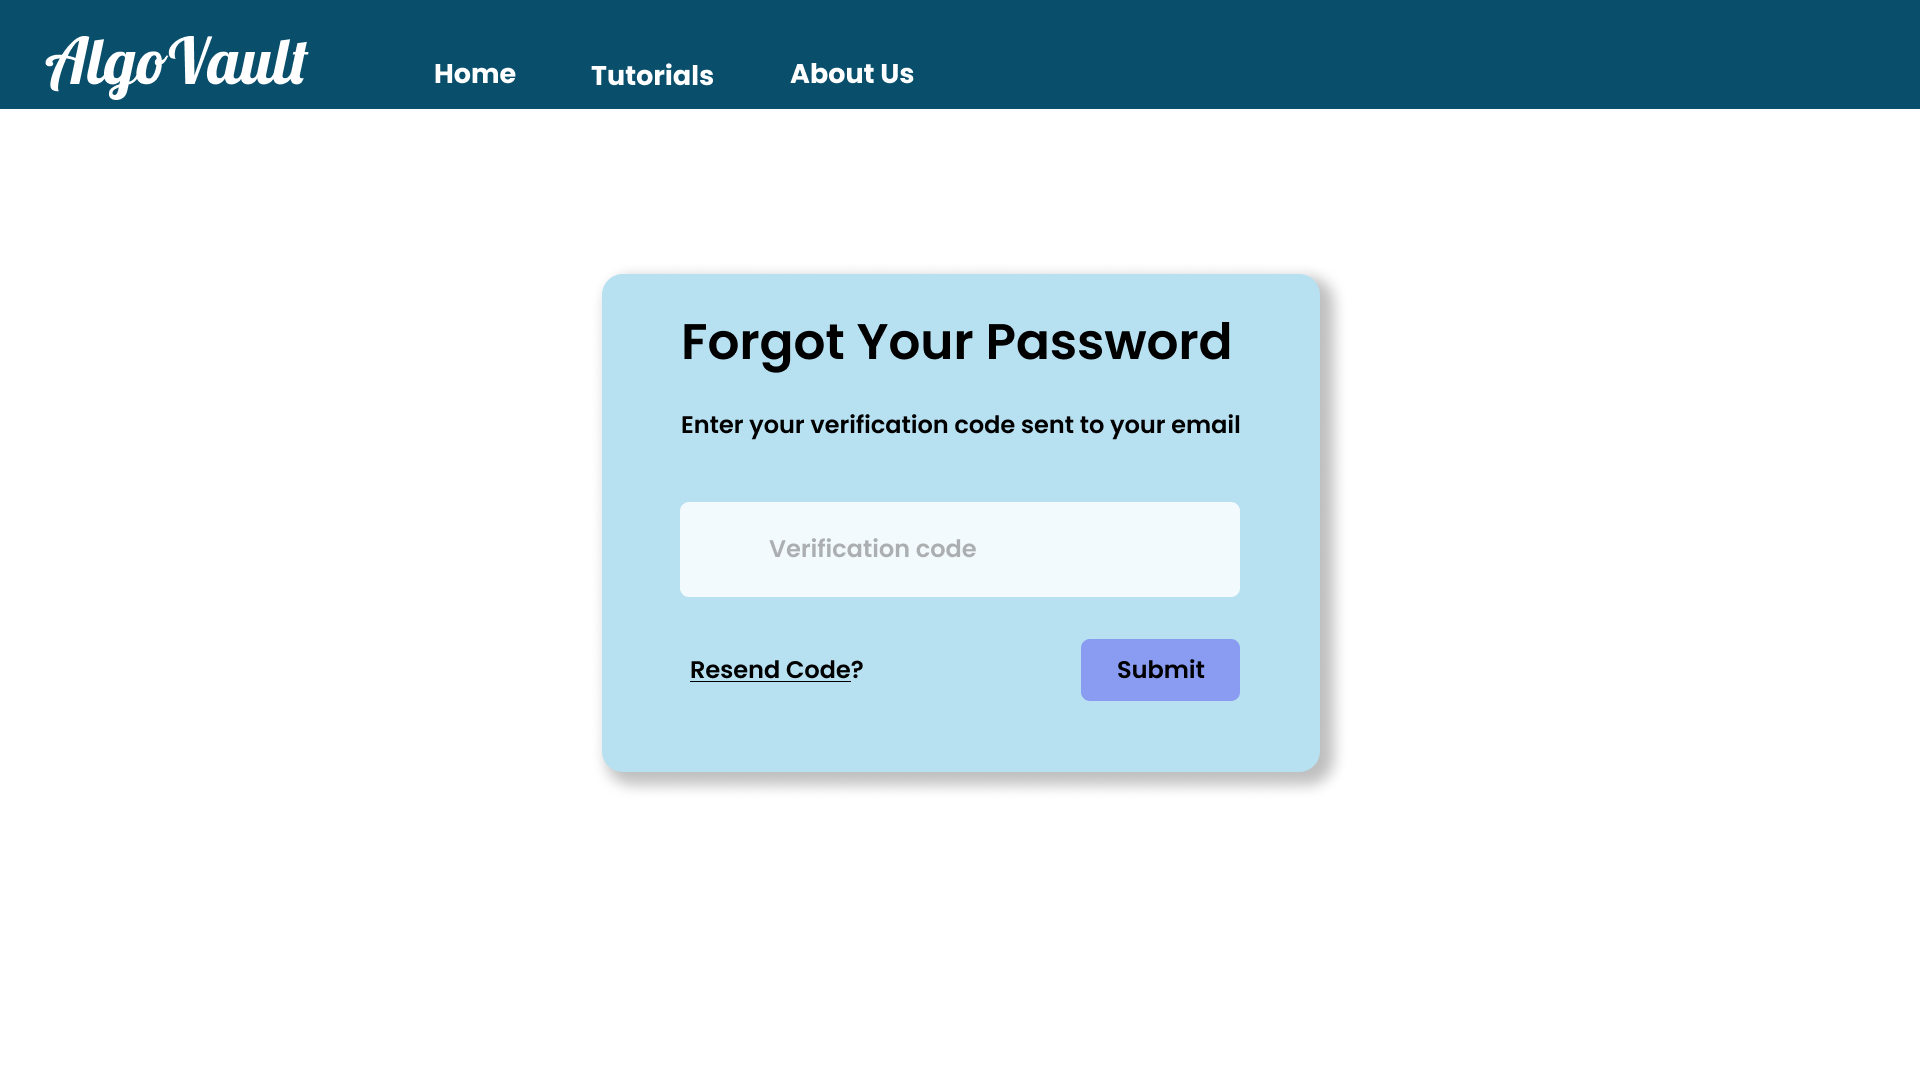 AlgoVault Home Tutorials About Us
Forgot Your Password
Enter your verification code sent to your email
Verification code
Resend Code? Submit